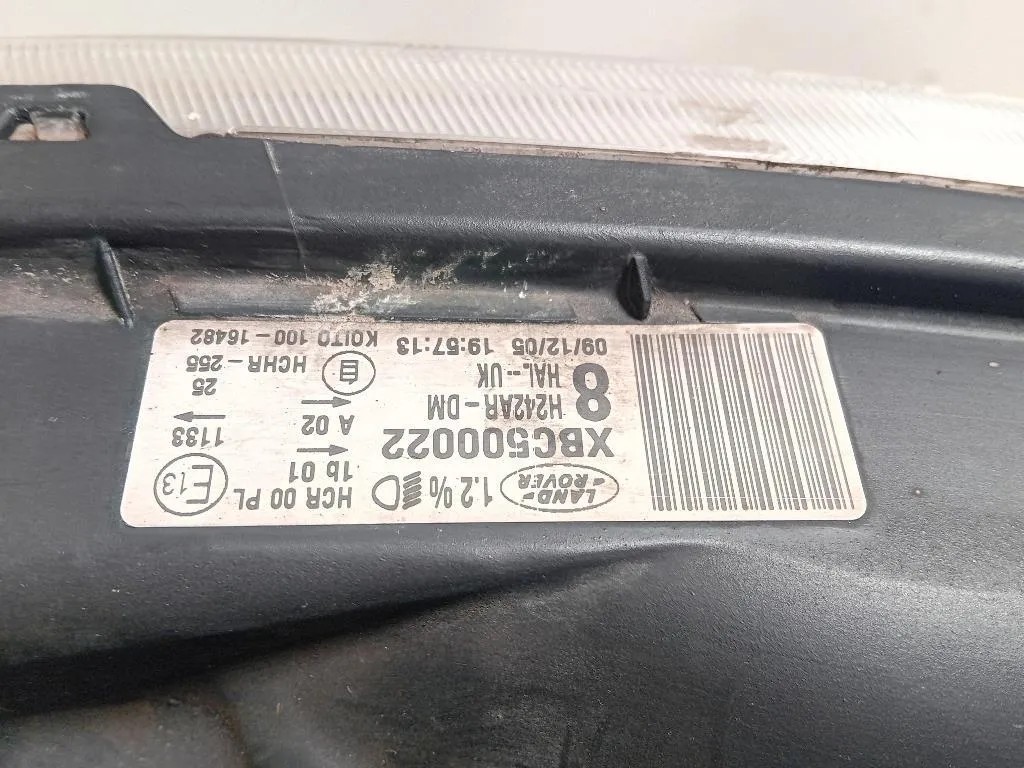 LAND-
-ROVER
1.2%
HCR 00 PL
1b 01
E13
XBC500022
A 02
1133
H242AR-DM
8
HAL-UK
HCHR-255
25
09/12/05 19:57:13
KOITO 100-16482